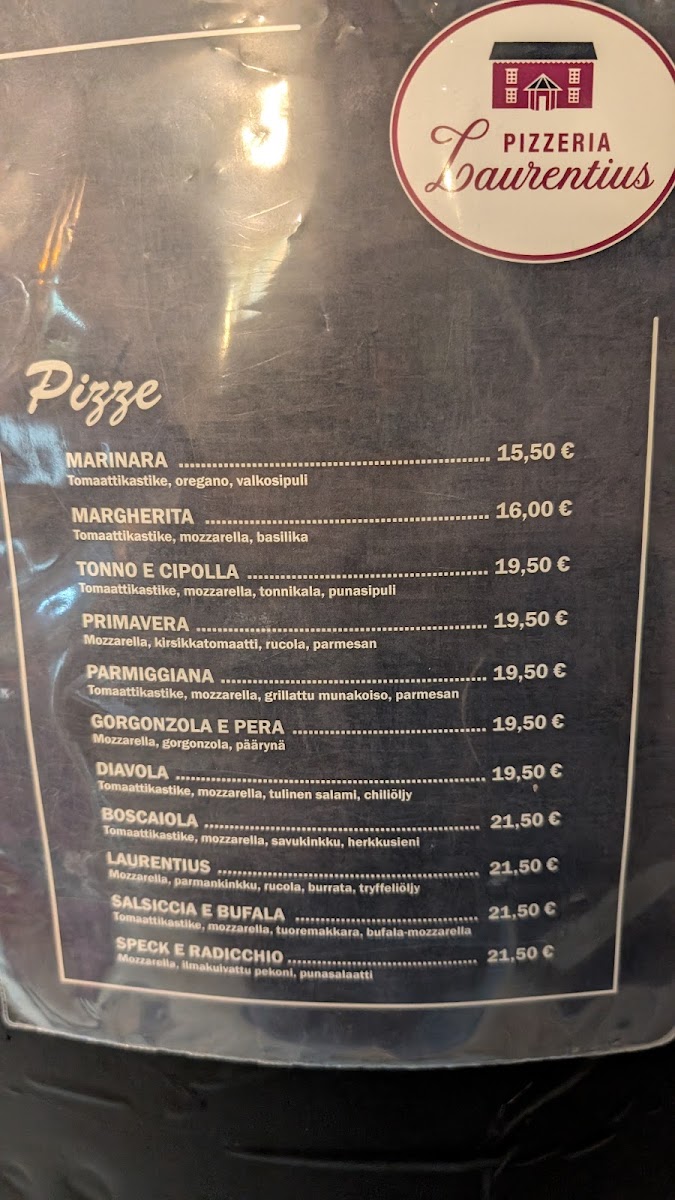 PIZZERIA
Laurentius
Pizze
MARINARA 15,50 €
Tomaattikastike, oregano, valkosipuli
MARGHERITA 16,00 €
Tomaattikastike, mozzarella, basilika
TONNO E CIPOLLA 19,50 €
Tomaattikastike, mozzarella, tonnikala, punasipuli
PRIMAVERA 19,50 €
Mozzarella, kirsikkatomaatti, rucola, parmesan
PARMIGGIANA 19,50 €
Tomaattikastike, mozzarella, grillattu munakoiso, parmesan
GORGONZOLA E PERA 19,50 €
Mozzarella, gorgonzola, päärynä
DIAVOLA 19,50 €
Tomaattikastike, mozzarella, tulinen salami, chiliöljy
BOSCAIOLA 21,50 €
Tomaattikastike, mozzarella, savukinkku, herkkusieni
LAURENTIUS 21,50 €
Mozzarella, parmankinkku, rucola, burrata, tryffeliöljy
SALSICCIA E BUFALA 21,50 €
Tomaattikastike, mozzarella, tuoremakkara, bufala-mozzarella
SPECK E RADICCHIO 21,50 €
Mozzarella, ilmakuivattu pekoni, punasalaatti